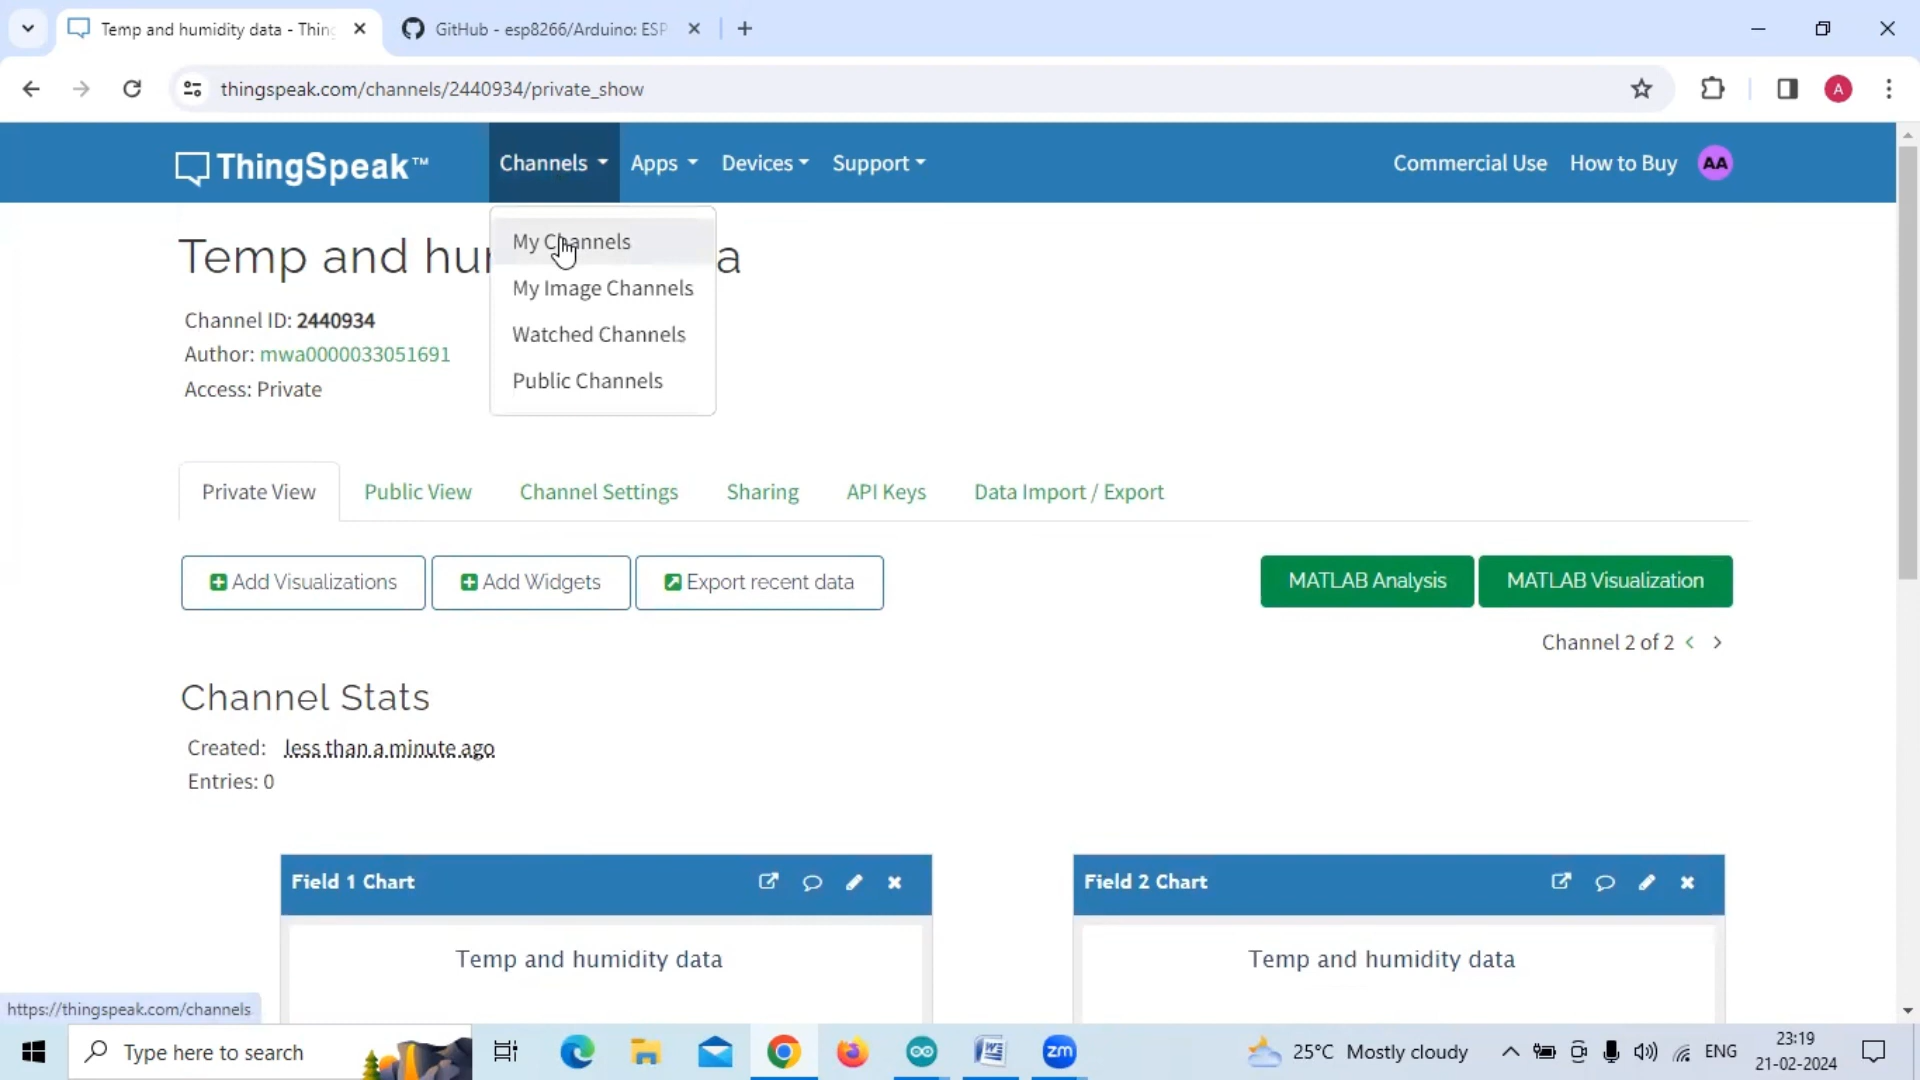 Temp and humidity data - Thing
GitHub - esp8266/Arduino: ESP
thingspeak.com/channels/2440934/private_show
A
ThingSpeak™
Channels
Apps
Devices
Support
Commercial Use
How to Buy
AA
My Channels
My Image Channels
Watched Channels
Public Channels
Temp and hu a
Channel ID: 2440934
Author: mwa0000033051691
Access: Private
Private View
Public View
Channel Settings
Sharing
API Keys
Data Import / Export
Add Visualizations
Add Widgets
Export recent data
MATLAB Analysis
MATLAB Visualization
Channel 2 of 2 < >
Channel Stats
Created: less than a minute ago
Entries: 0
Field 1 Chart
Field 2 Chart
Temp and humidity data
Temp and humidity data
https://thingspeak.com/channels
Type here to search
zm
25°C Mostly cloudy
ENG
23:19
21-02-2024